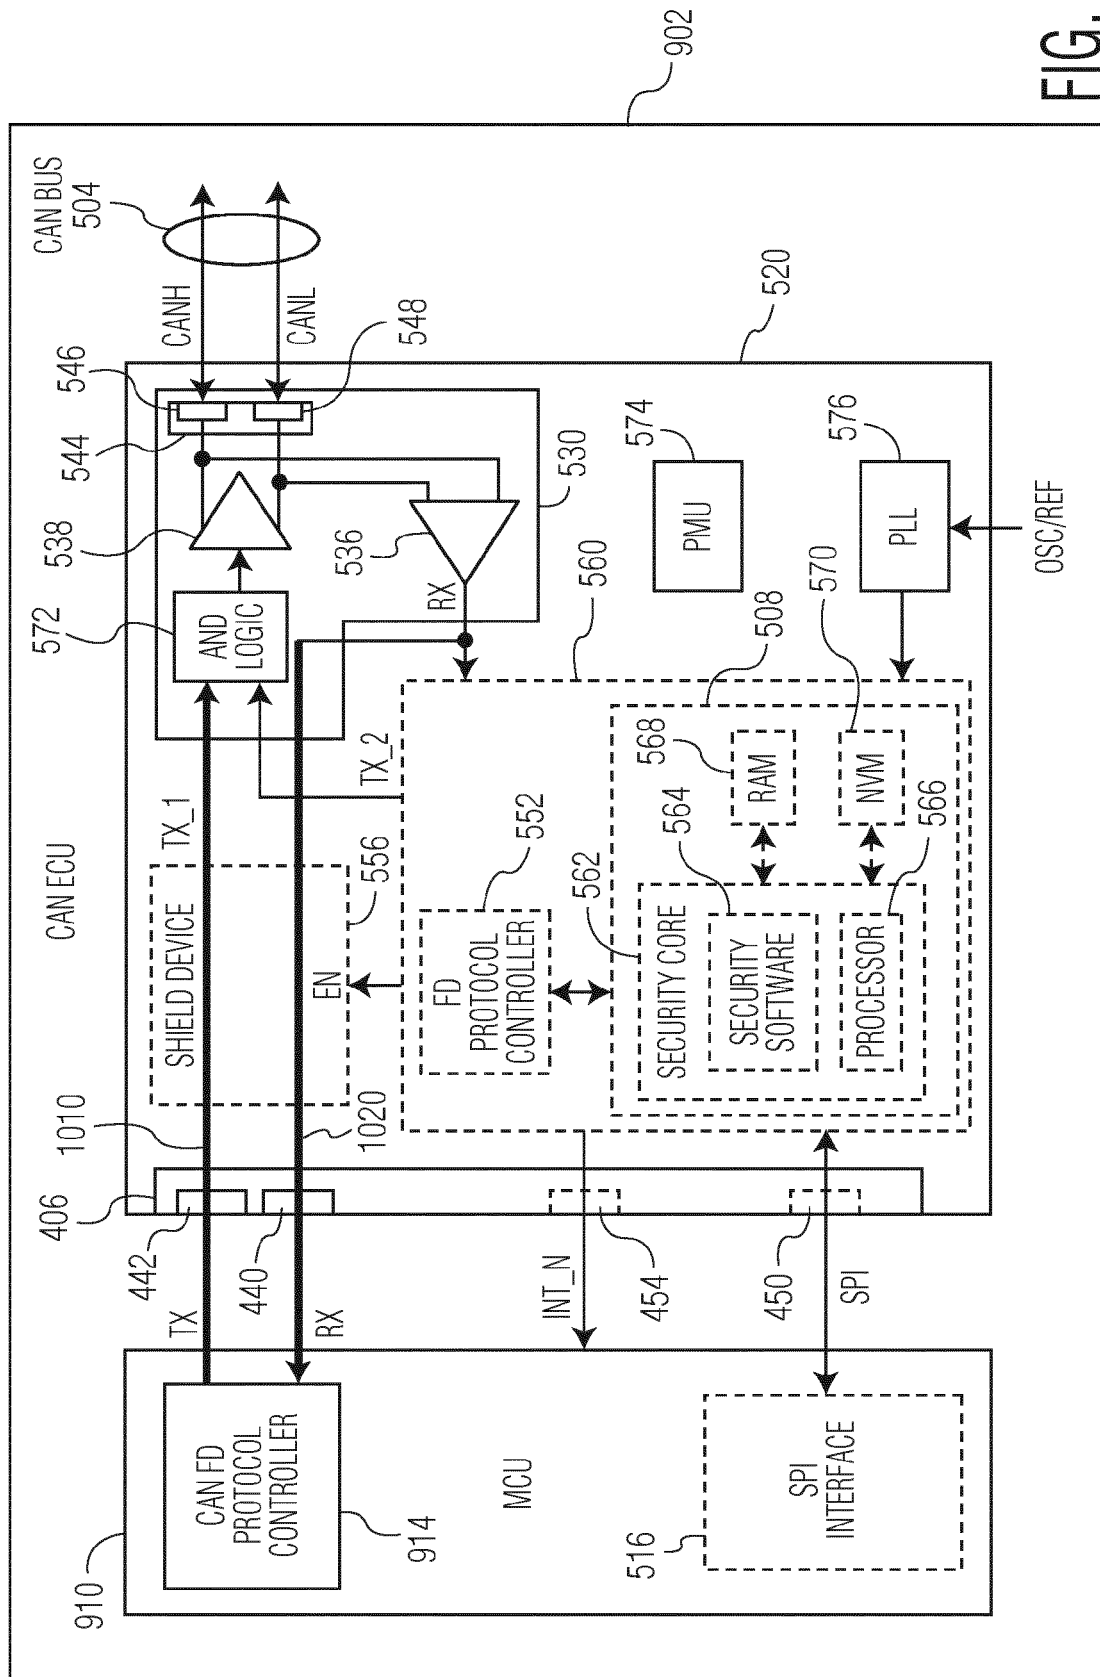 CAN ECU
902
910
CAN FD
PROTOCOL
CONTROLLER
914
MCU
516
SPI
INTERFACE
TX
RX
INT_N
SPI
406
442
440
454
450
1010
1020
SHIELD DEVICE
EN
556
TX_1
TX_2
572
AND
LOGIC
538
544
546
548
CANH
CANL
CAN BUS
504
536
RX
530
520
560
FD
PROTOCOL
CONTROLLER
552
508
562
SECURITY CORE
564
SECURITY
SOFTWARE
PROCESSOR
566
568
RAM
570
NVM
574
PMU
576
PLL
OSC/REF
FIG.